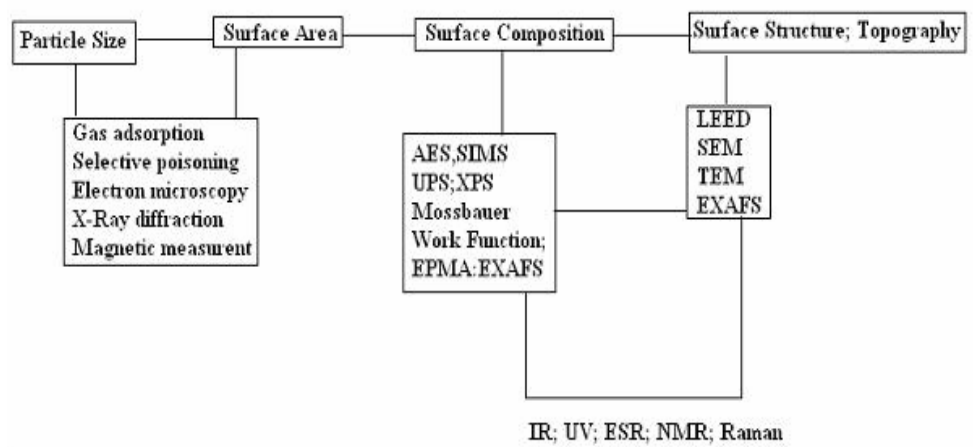 Particle Size
Surface Area
Surface Composition
Surface Structure; Topography
Gas adsorption
Selective poisoning
Electron microscopy
X-Ray diffraction
Magnetic measurent
AES,SIMS
UPS;XPS
Mossbauer
Work Function;
EPMA:EXAFS
LEED
SEM
TEM
EXAFS
IR; UV; ESR; NMR; Raman